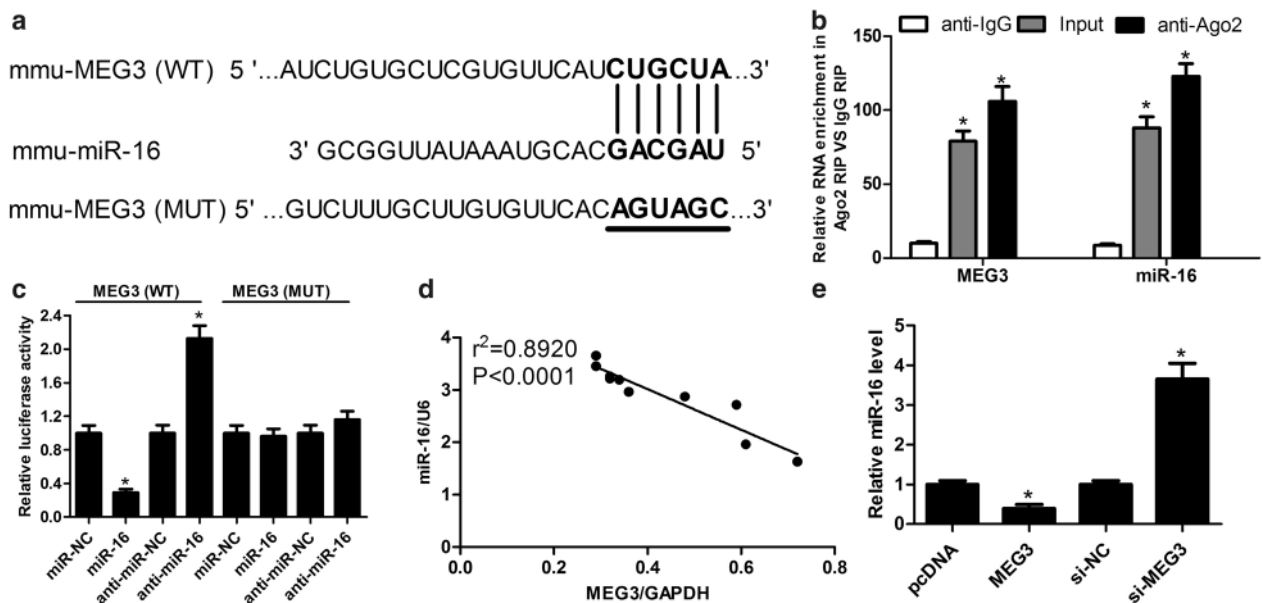 a
mmu-MEG3 (WT) 5 '...AUCUGUGCUCGUGUUCAUCUGCUA...3'
mmu-miR-16 3' GCGGUUAUAAAUGCACGACGAU 5'
mmu-MEG3 (MUT) 5' ...GUCUUUGCUUGUGUUCACAGUAGC...3'
b
anti-IgG Input anti-Ago2
Relative RNA enrichment in
Ago2 RIP VS IgG RIP
150
100
50
0
* * * *
MEG3 miR-16
c
MEG3 (WT) MEG3 (MUT)
Relative luciferase activity
2.4
2.0
1.6
1.2
0.8
0.4
0.0
* *
miR-NC miR-16 anti-miR-NC anti-miR-16 miR-NC miR-16 anti-miR-NC anti-miR-16
d
r²=0.8920
P<0.0001
miR-16/U6
4
3
2
1
0
0.0 0.2 0.4 0.6 0.8
MEG3/GAPDH
e
Relative miR-16 level
5
4
3
2
1
0
* *
pcDNA MEG3 si-NC si-MEG3